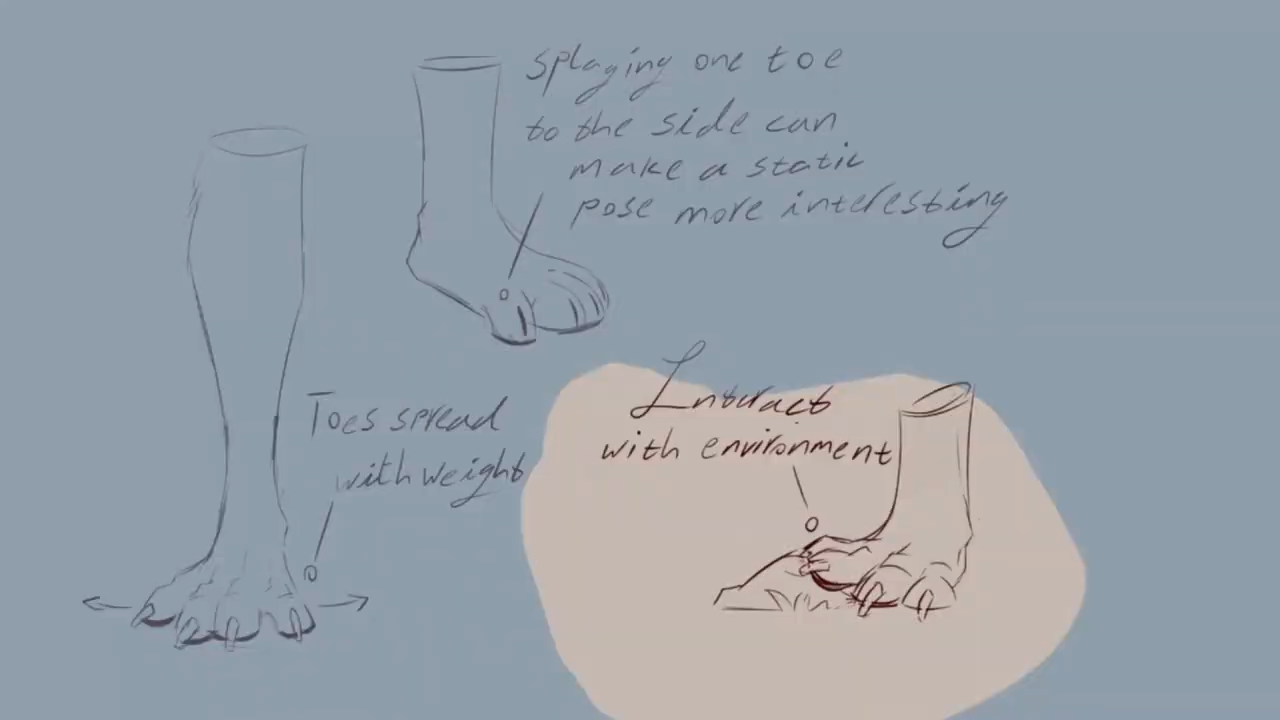 Splaying one toe
to the side can
make a static
pose more interesting
Toes spread
with weight
Interact
with environment